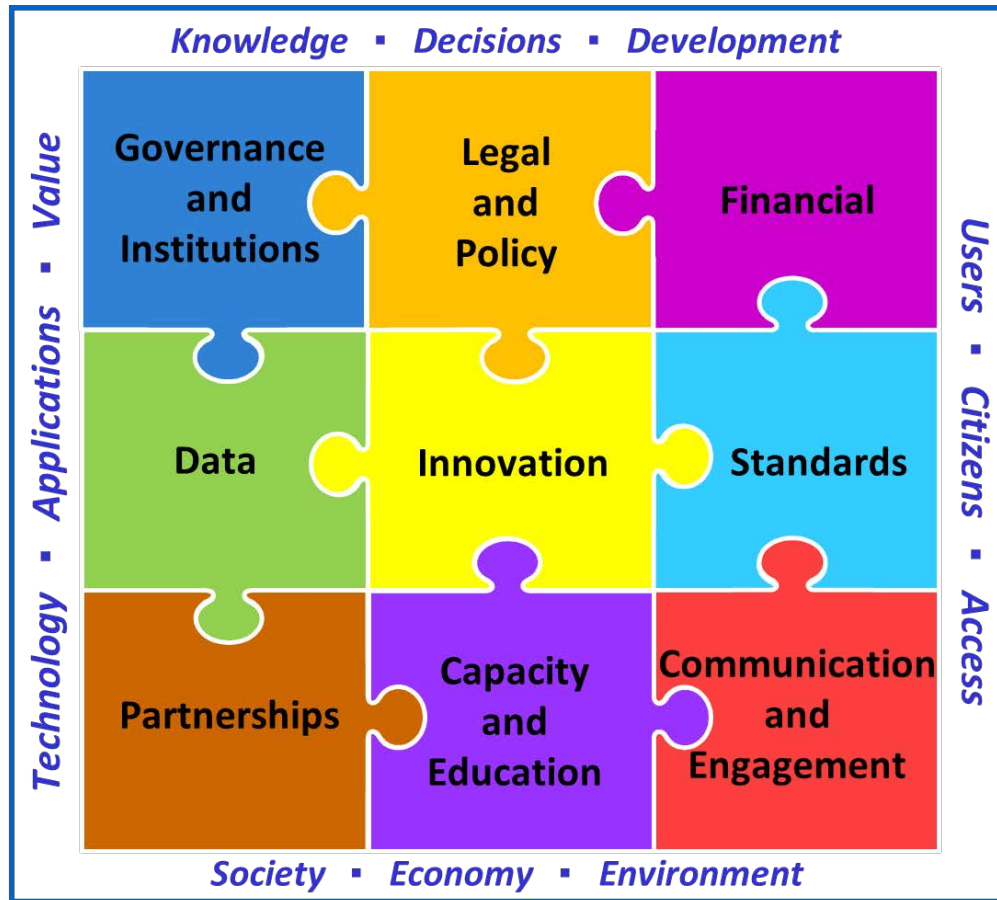 Knowledge ▪ Decisions ▪ Development
Governance
and
Institutions
Legal
and
Policy
Financial
Data
Innovation
Standards
Partnerships
Capacity
and
Education
Communication
and
Engagement
Technology ▪ Applications ▪ Value
Users ▪ Citizens ▪ Access
Society ▪ Economy ▪ Environment